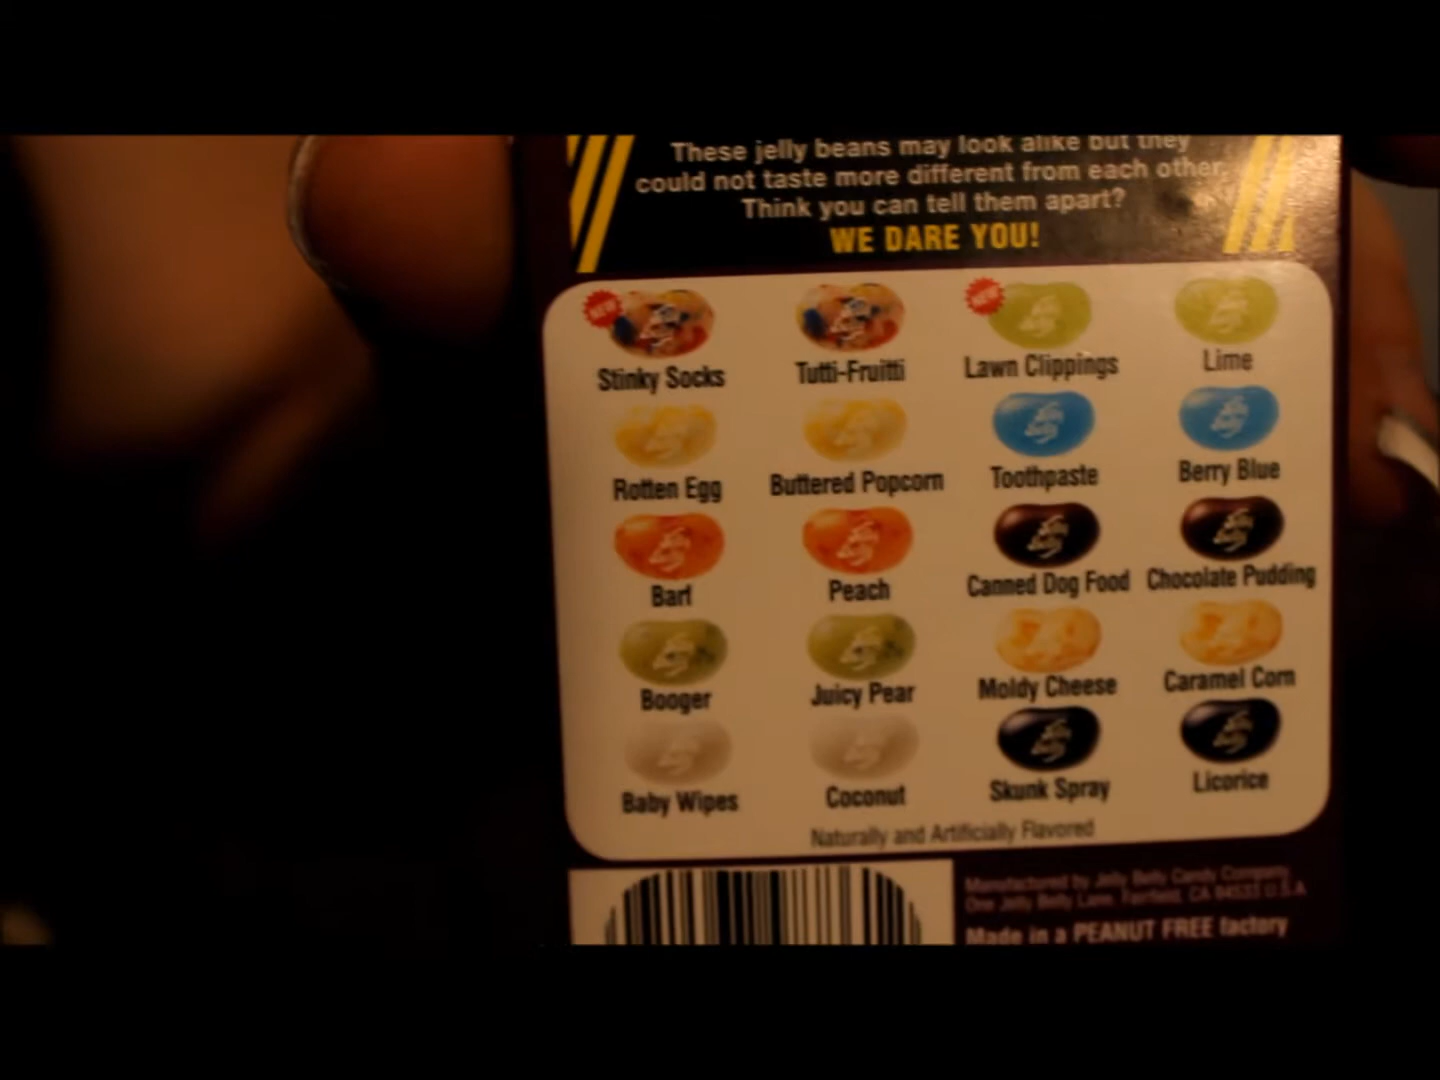 These jelly beans may look alike but they
could not taste more different from each other.
Think you can tell them apart?
WE DARE YOU!
NEW
NEW
Stinky Socks Tutti-Fruitti Lawn Clippings Lime
Rotten Egg Buttered Popcorn Toothpaste Berry Blue
Barf Peach Canned Dog Food Chocolate Pudding
Booger Juicy Pear Moldy Cheese Caramel Corn
Baby Wipes Coconut Skunk Spray Licorice
Naturally and Artificially Flavored
Manufactured by Jelly Belly Candy Company
One Jelly Belly Lane, Fairfield, CA 94533 U.S.A
Made in a PEANUT FREE factory